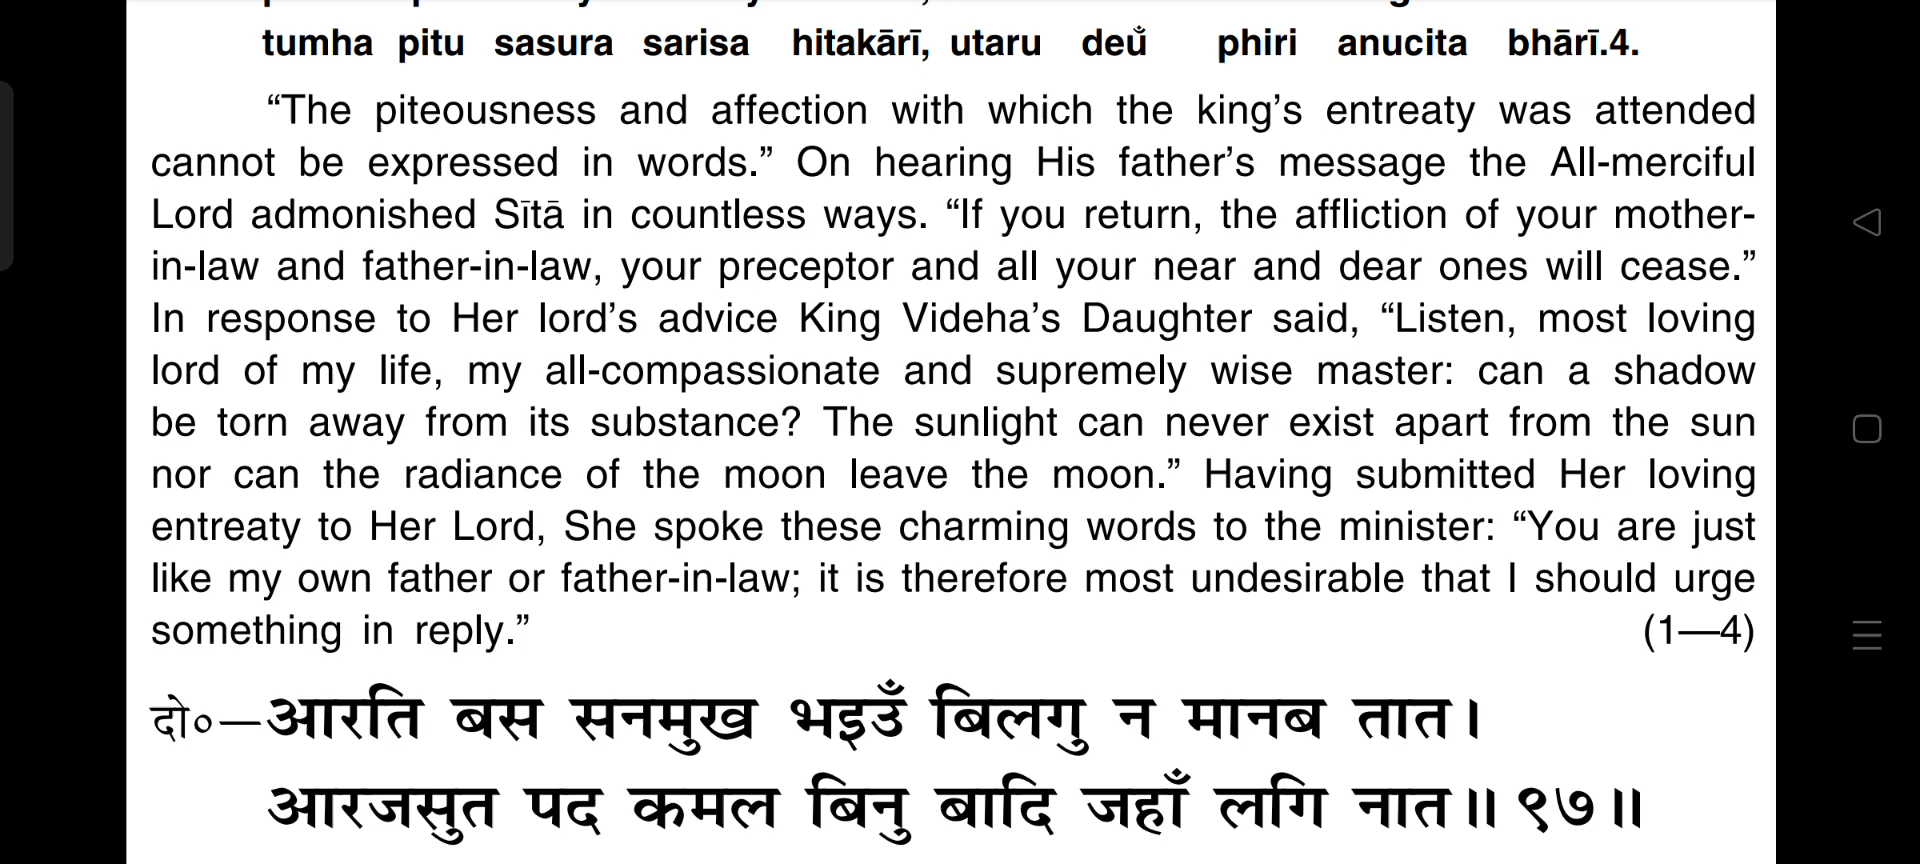 tumha pitu sasura sarisa hitakārī, utaru deuँ phiri anucita bhārī.4.
“The piteousness and affection with which the king’s entreaty was attended
cannot be expressed in words.” On hearing His father’s message the All-merciful
Lord admonished Sītā in countless ways. “If you return, the affliction of your mother-
in-law and father-in-law, your preceptor and all your near and dear ones will cease.”
In response to Her lord’s advice King Videha’s Daughter said, “Listen, most loving
lord of my life, my all-compassionate and supremely wise master: can a shadow
be torn away from its substance? The sunlight can never exist apart from the sun
nor can the radiance of the moon leave the moon.” Having submitted Her loving
entreaty to Her Lord, She spoke these charming words to the minister: “You are just
like my own father or father-in-law; it is therefore most undesirable that I should urge
something in reply.” (1—4)
दो०—आरति बस सनमुख भइउँ बिलगु न मानब तात।
आरजसुत पद कमल बिनु बादि जहाँ लगि नात॥ ९७॥